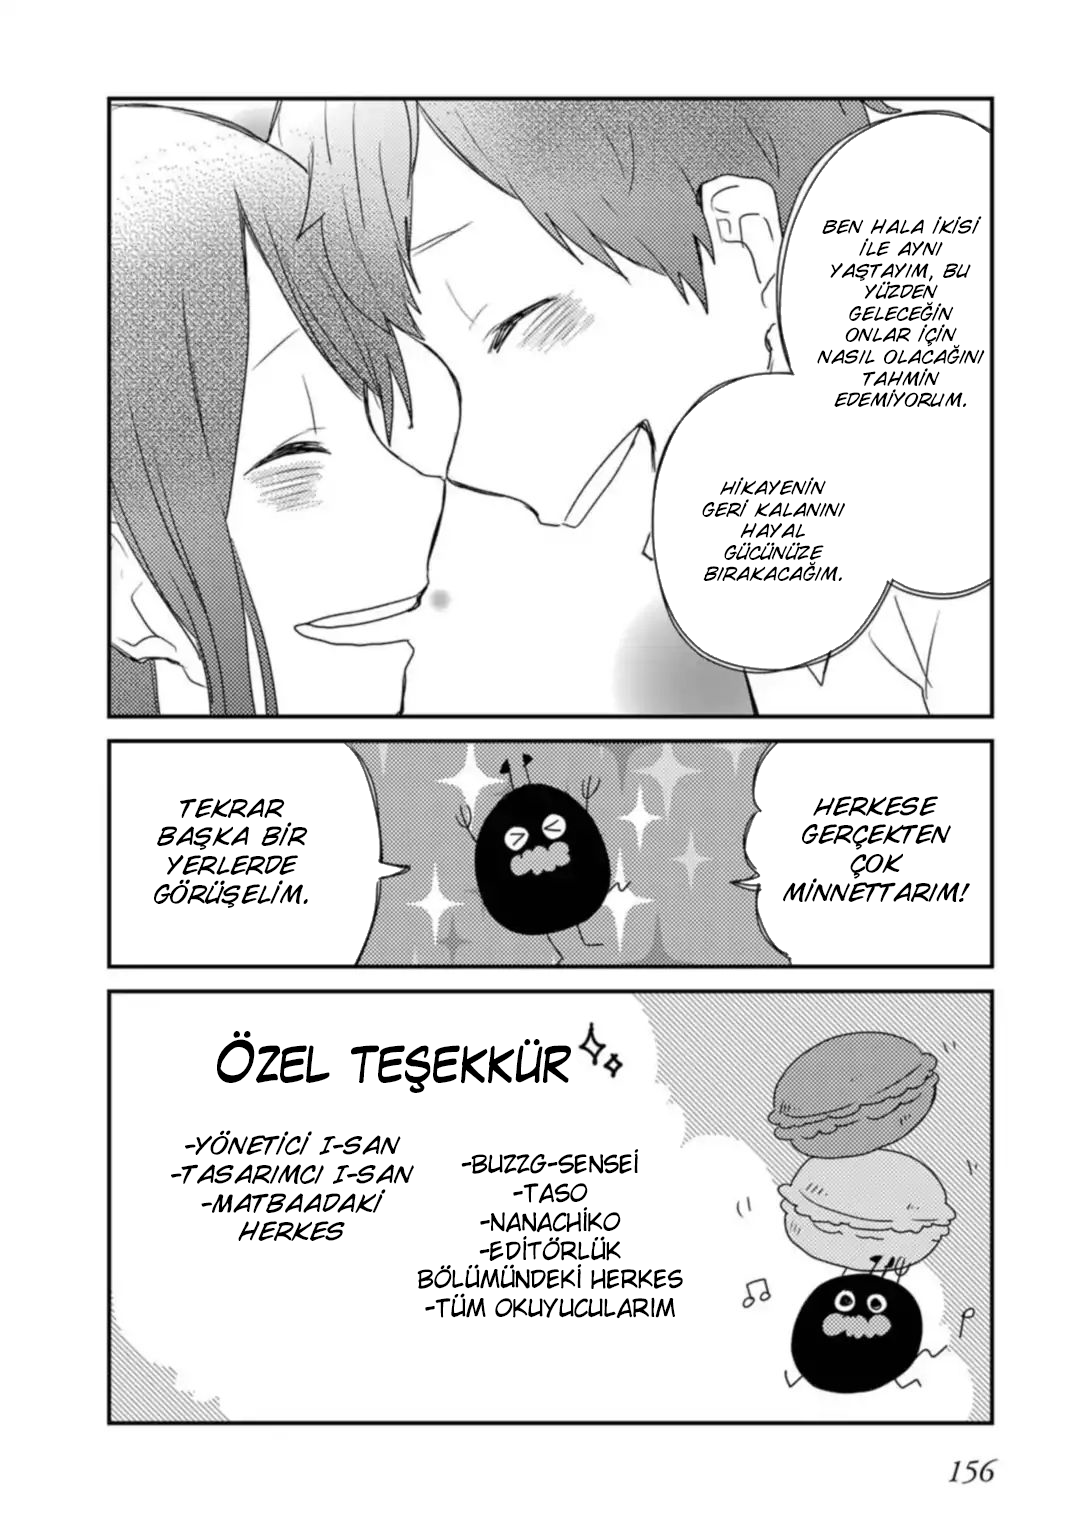 BEN HALA İKİSİ
İLE AYNI
YAŞTAYIM, BU
YÜZDEN
GELECEĞİN
ONLAR İÇİN
NASIL OLACAĞINI
TAHMİN
EDEMİYORUM.
HİKAYENİN
GERİ KALANINI
HAYAL
GÜCÜNÜZE
BIRAKACAĞIM.
HERKESE
GERÇEKTEN
ÇOK
MİNNETTARIM!
TEKRAR
BAŞKA BİR
YERLERDE
GÖRÜŞELİM.
ÖZEL TEŞEKKÜR
-YÖNETİCİ I-SAN
-TASARIMCI I-SAN
-MATBAADAKİ
HERKES
-BUZZG-SENSEİ
-TASO
-NANACHİKO
-EDİTÖRLÜK
BÖLÜMÜNDEKİ HERKES
-TÜM OKUYUCULARIM
156